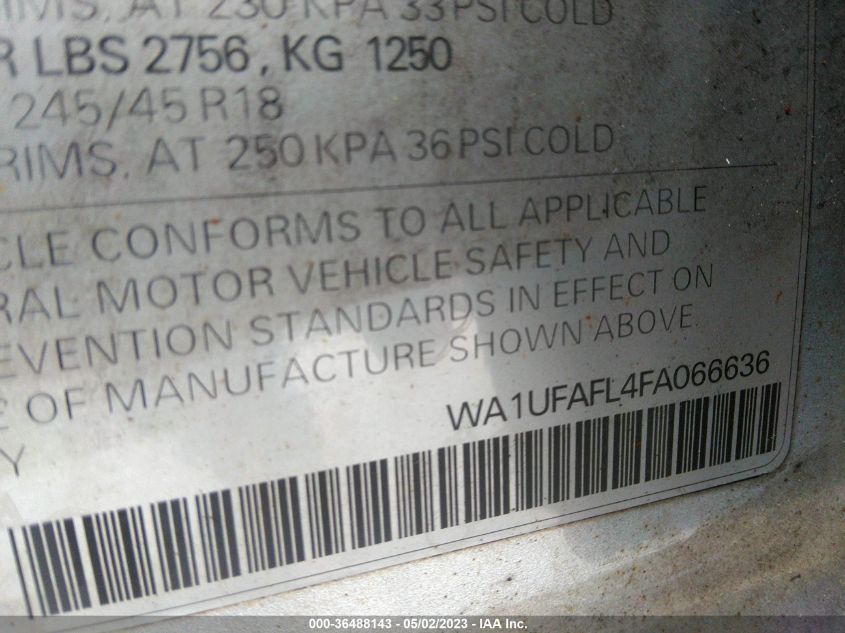 RIMS, AT 230 KPA 33 PSI COLD
R LBS 2756, KG 1250
245/45 R18
RIMS, AT 250 KPA 36 PSI COLD
CLE CONFORMS TO ALL APPLICABLE
RAL MOTOR VEHICLE SAFETY AND
EVENTION STANDARDS IN EFFECT ON
E OF MANUFACTURE SHOWN ABOVE.
WA1UFAFL4FA066636
Y
000-36488143 - 05/02/2023 - © IAA Inc.